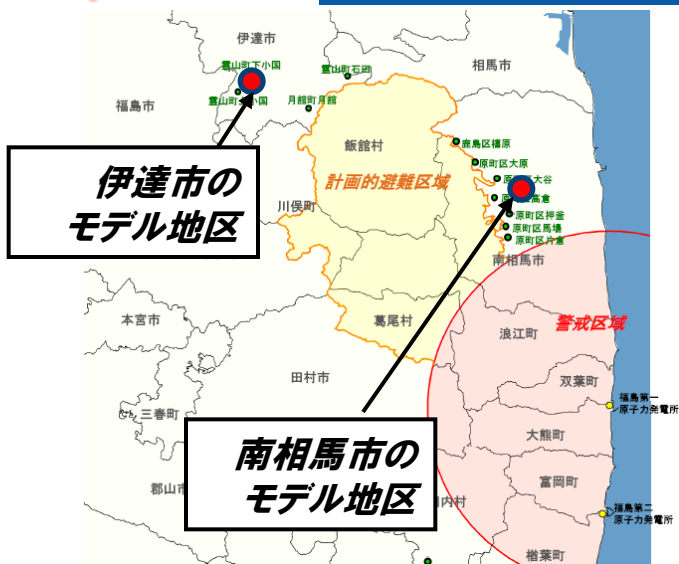 伊達市
霊山町下小国
霊山町石田
相馬市
福島市
月舘町月舘
飯舘村
鹿島区橲原
原町区大原
計画的避難区域
川俣町
原町区押釜
原町区馬場
原町区片倉
南相馬市
伊達市の
モデル地区
本宮市
葛尾村
浪江町
警戒区域
田村市
双葉町
福島第一
原子力発電所
三春町
大熊町
南相馬市の
モデル地区
郡山市
富岡町
福島第二
原子力発電所
楢葉町